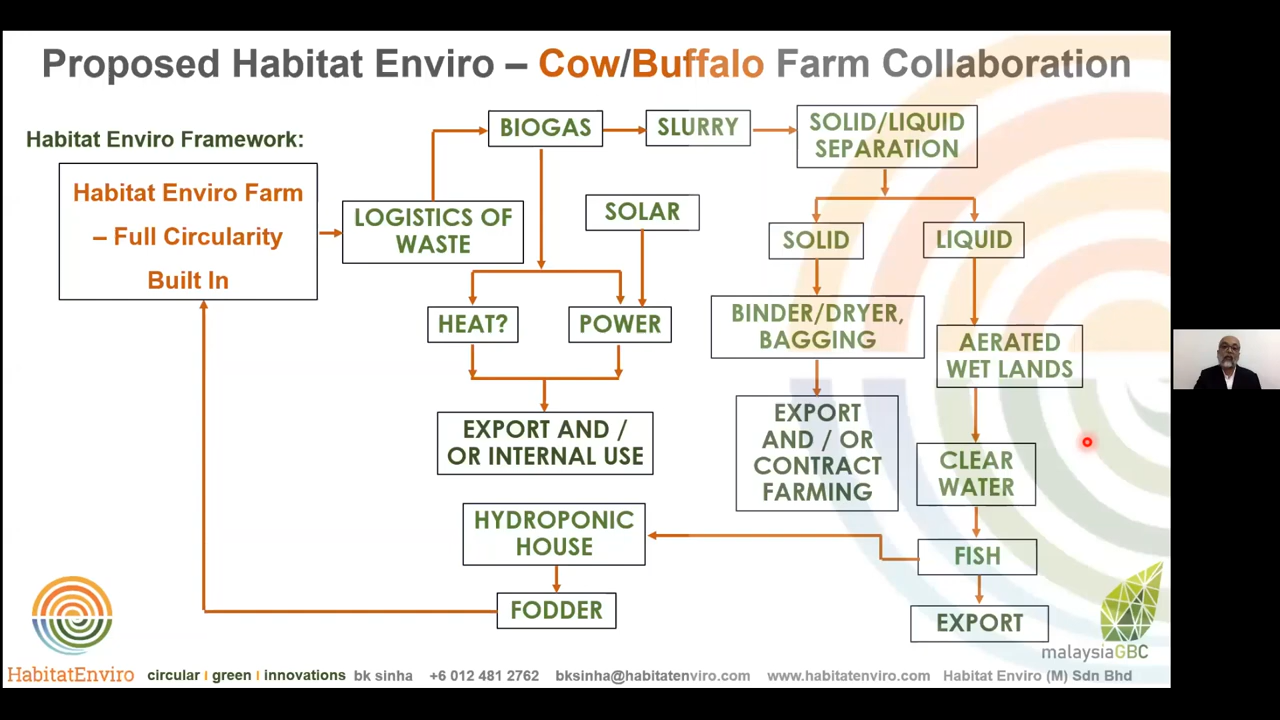 Proposed Habitat Enviro – Cow/Buffalo Farm Collaboration
Habitat Enviro Framework:
Habitat Enviro Farm
– Full Circularity
Built In
LOGISTICS OF
WASTE
BIOGAS
SLURRY
SOLID/LIQUID
SEPARATION
SOLAR
SOLID
LIQUID
HEAT?
POWER
BINDER/DRYER,
BAGGING
AERATED
WET LANDS
EXPORT AND /
OR INTERNAL USE
EXPORT
AND / OR
CONTRACT
FARMING
CLEAR
WATER
HYDROPONIC
HOUSE
FISH
FODDER
EXPORT
malaysiaGBC
HabitatEnviro
circular I green I innovations bk sinha +6 012 481 2762 bksinha@habitatenviro.com www.habitatenviro.com Habitat Enviro (M) Sdn Bhd